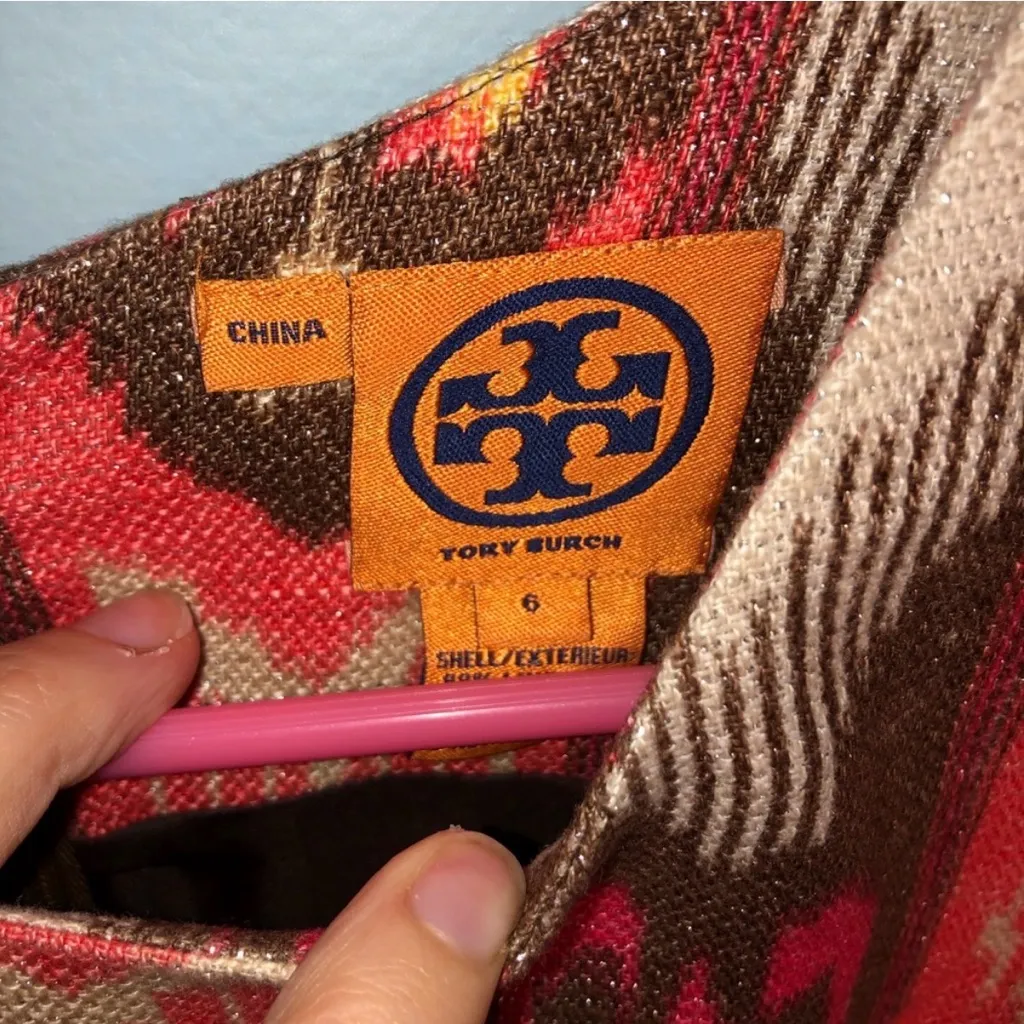 CHINA
TORY BURCH
6
SHELL/EXTERIEUR